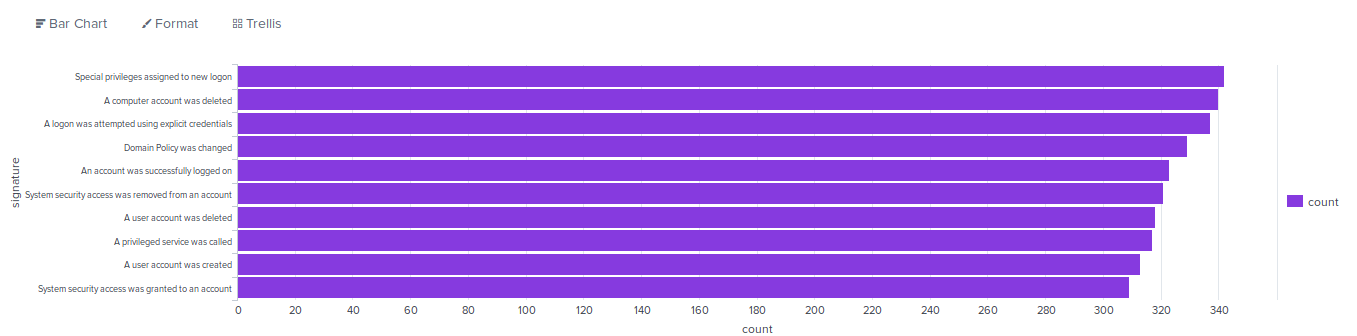 Bar Chart Format Trellis
signature
Special privileges assigned to new logon
A computer account was deleted
A logon was attempted using explicit credentials
Domain Policy was changed
An account was successfully logged on
System security access was removed from an account
A user account was deleted
A privileged service was called
A user account was created
System security access was granted to an account
0 20 40 60 80 100 120 140 160 180 200 220 240 260 280 300 320 340
count
count